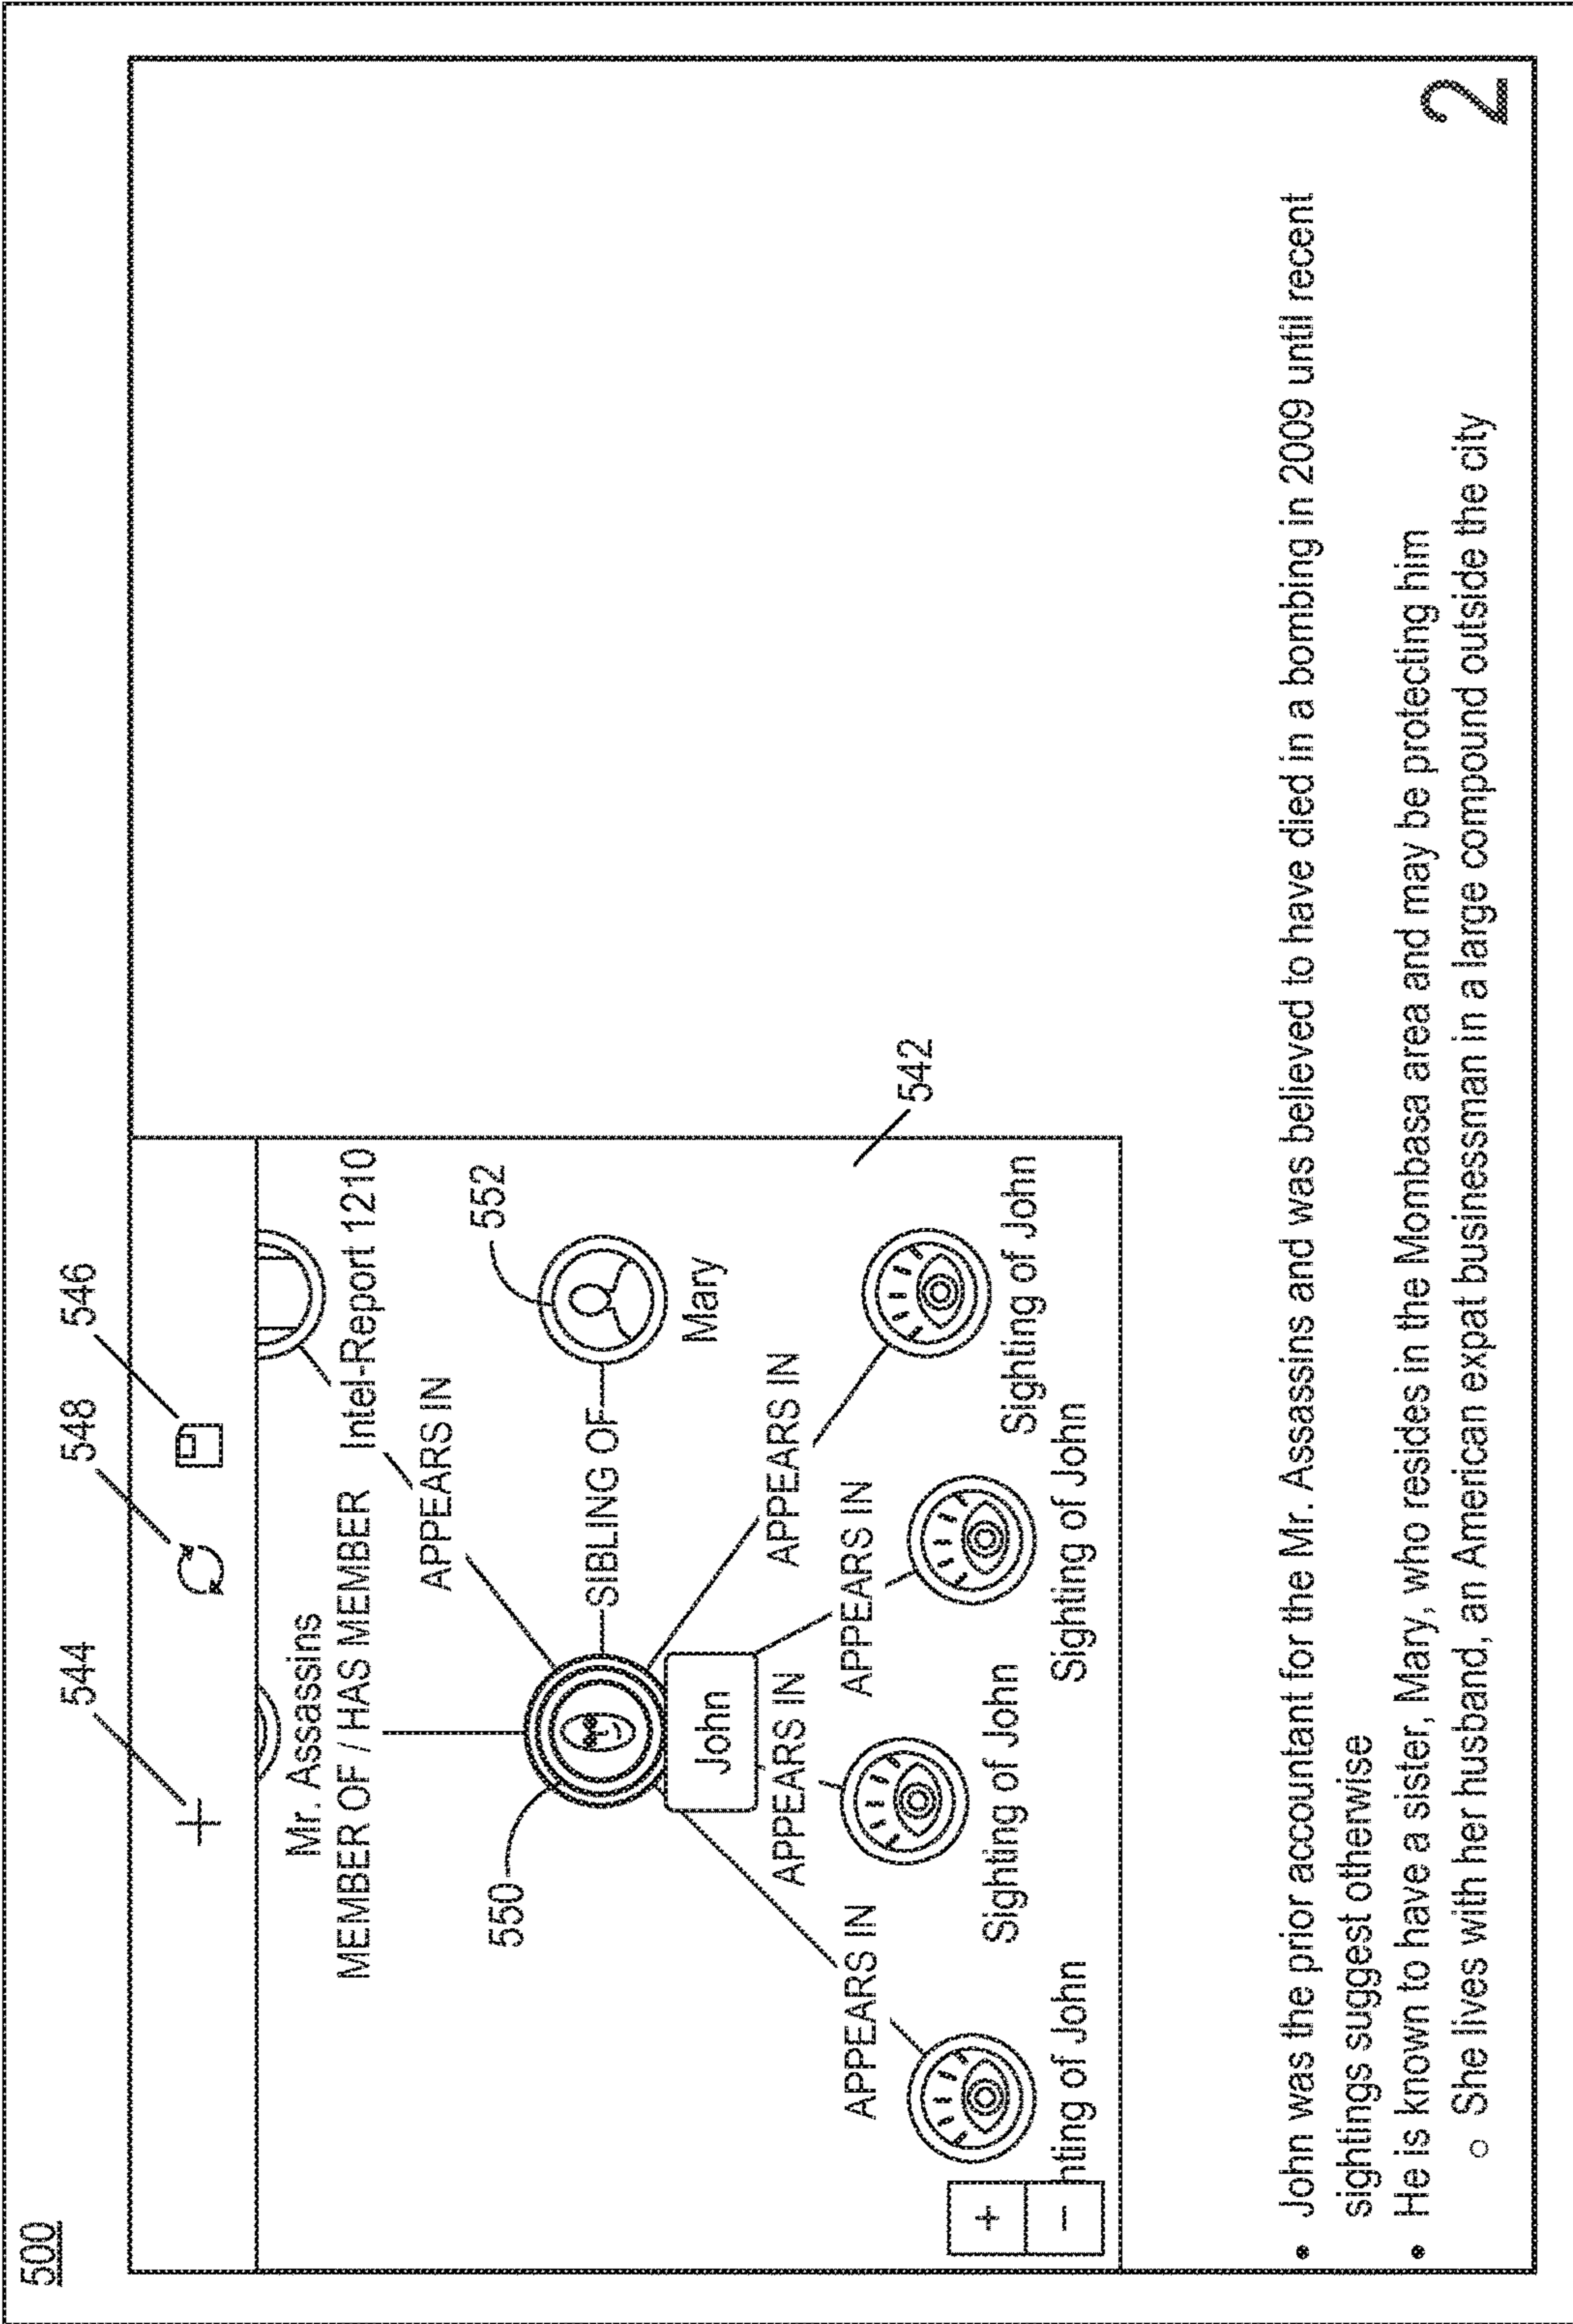 500
544
548
546
Mr. Assassins
MEMBER OF / HAS MEMBER
Intel-Report 1210
APPEARS IN
550
552
SIBLING OF
John
Mary
APPEARS IN
APPEARS IN
APPEARS IN
APPEARS IN
542
Sighting of John
Sighting of John
Sighting of John
hting of John
+
−
• John was the prior accountant for the Mr. Assassins and was believed to have died in a bombing in 2009 until recent
sightings suggest otherwise
• He is known to have a sister, Mary, who resides in the Mombasa area and may be protecting him
○ She lives with her husband, an American expat businessman in a large compound outside the city
2